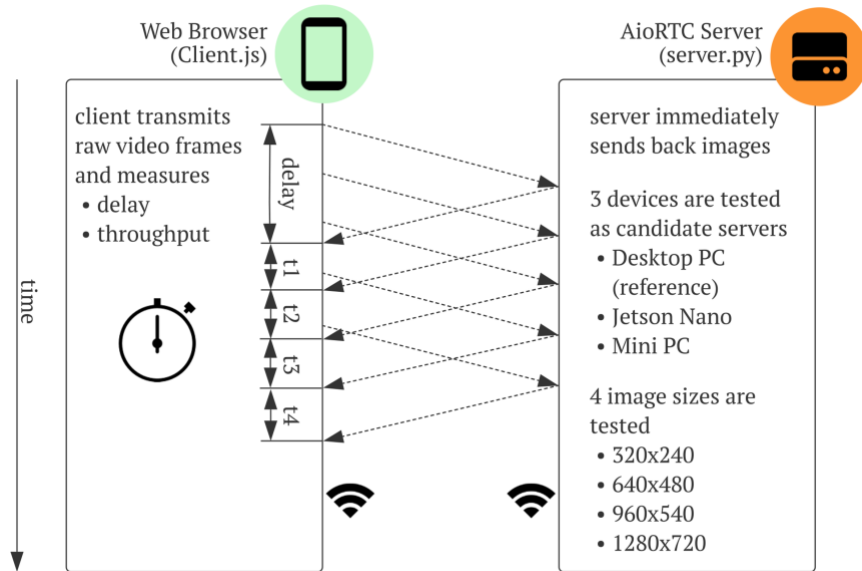 Web Browser
(Client.js)
AioRTC Server
(server.py)
client transmits
raw video frames
and measures
• delay
• throughput
time
delay
t1
t2
t3
t4
server immediately
sends back images
3 devices are tested
as candidate servers
• Desktop PC
(reference)
• Jetson Nano
• Mini PC
4 image sizes are
tested
• 320x240
• 640x480
• 960x540
• 1280x720